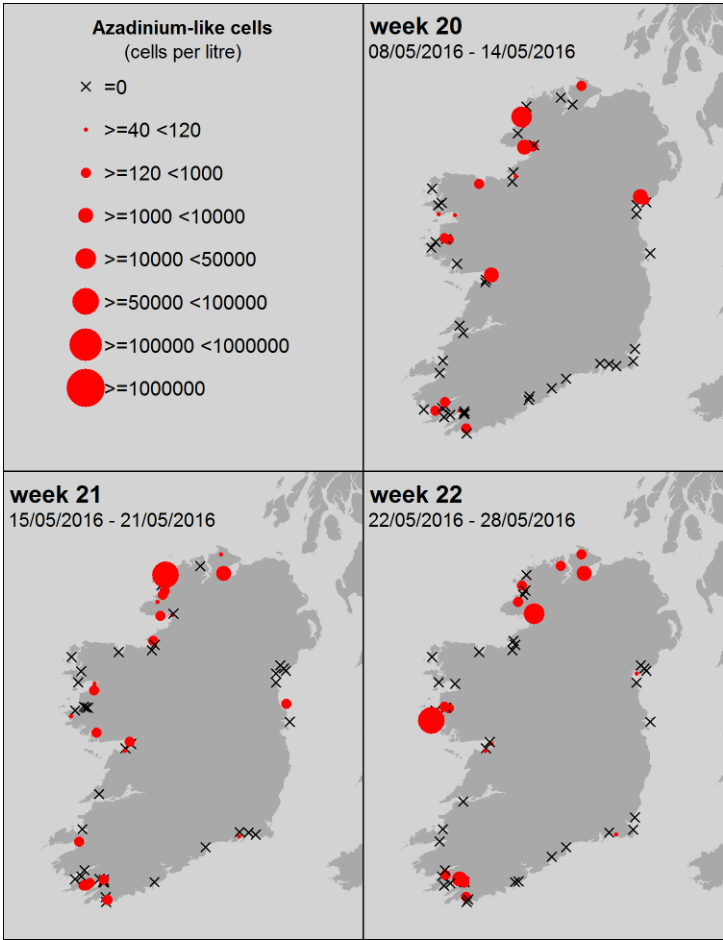 Azadinium-like cells
(cells per litre)
=0
>=40 <120
>=120 <1000
>=1000 <10000
>=10000 <50000
>=50000 <100000
>=100000 <1000000
>=1000000
week 20
08/05/2016 - 14/05/2016
week 21
15/05/2016 - 21/05/2016
week 22
22/05/2016 - 28/05/2016